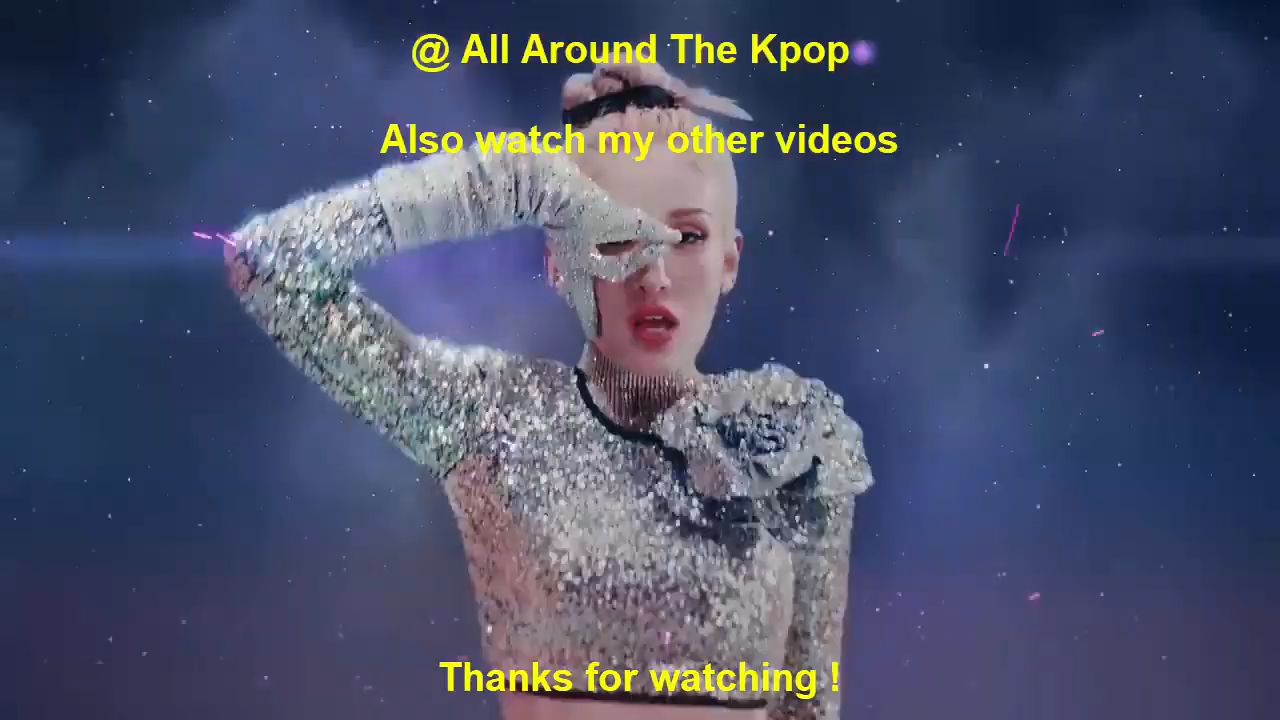 @ All Around The Kpop
Also watch my other videos
Thanks for watching !